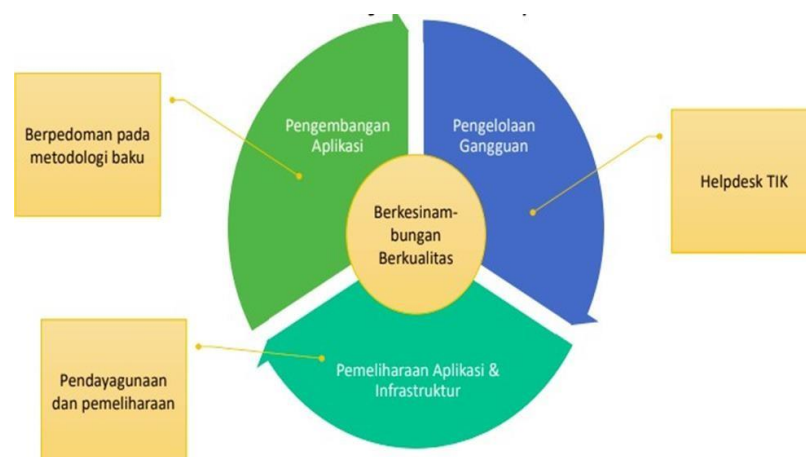 Pengembangan
Aplikasi
Pengelolaan
Gangguan
Berpedoman pada
metodologi baku
Helpdesk TIK
Berkesinam-
bungan
Berkualitas
Pemeliharaan Aplikasi &
Infrastruktur
Pendayagunaan
dan pemeliharaan